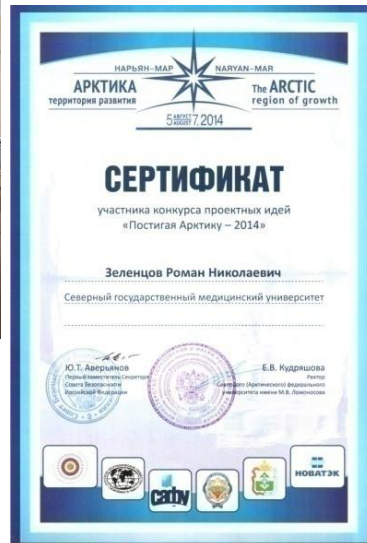 НАРЬЯН-МАР NARYAN-MAR
АРКТИКА
территория развития
The ARCTIC
region of growth
5 АВГУСТ AUGUST 7, 2014
СЕРТИФИКАТ
участника конкурса проектных идей
«Постигая Арктику – 2014»
Зеленцов Роман Николаевич
Северный государственный медицинский университет
Ю.Т. Аверьянов
Первый заместитель Секретаря
Совета Безопасности
Российской Федерации
Е.В. Кудряшова
Ректор
Северного (Арктического) федерального
университета имени М.В. Ломоносова
сафу
НОВАТЭК